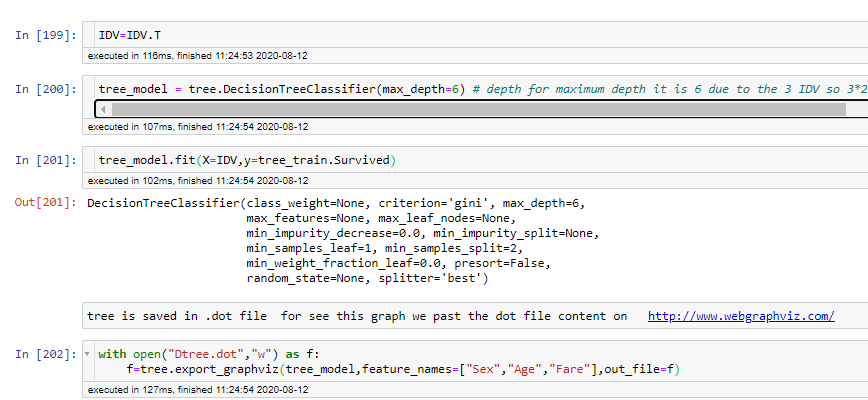 In [199]: IDV=IDV.T
executed in 116ms, finished 11:24:53 2020-08-12
In [200]: tree_model = tree.DecisionTreeClassifier(max_depth=6) # depth for maximum depth it is 6 due to the 3 IDV so 3*2
executed in 107ms, finished 11:24:54 2020-08-12
In [201]: tree_model.fit(X=IDV,y=tree_train.Survived)
executed in 102ms, finished 11:24:54 2020-08-12
Out[201]: DecisionTreeClassifier(class_weight=None, criterion='gini', max_depth=6,
max_features=None, max_leaf_nodes=None,
min_impurity_decrease=0.0, min_impurity_split=None,
min_samples_leaf=1, min_samples_split=2,
min_weight_fraction_leaf=0.0, presort=False,
random_state=None, splitter='best')
tree is saved in .dot file for see this graph we past the dot file content on http://www.webgraphviz.com/
In [202]: with open("Dtree.dot","w") as f:
f=tree.export_graphviz(tree_model,feature_names=["Sex","Age","Fare"],out_file=f)
executed in 127ms, finished 11:24:54 2020-08-12